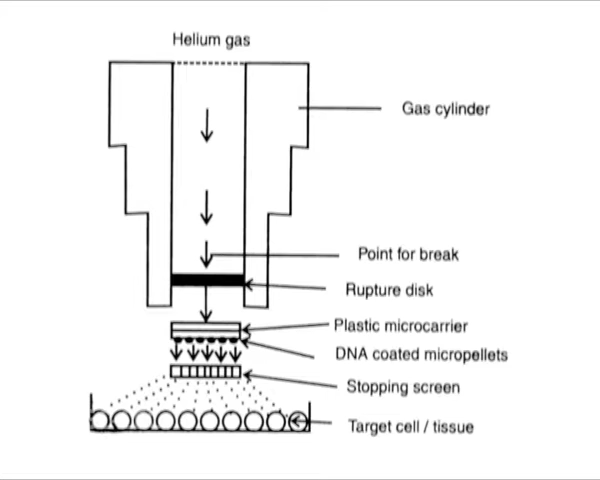 Helium gas
Gas cylinder
Point for break
Rupture disk
Plastic microcarrier
DNA coated micropellets
Stopping screen
Target cell / tissue